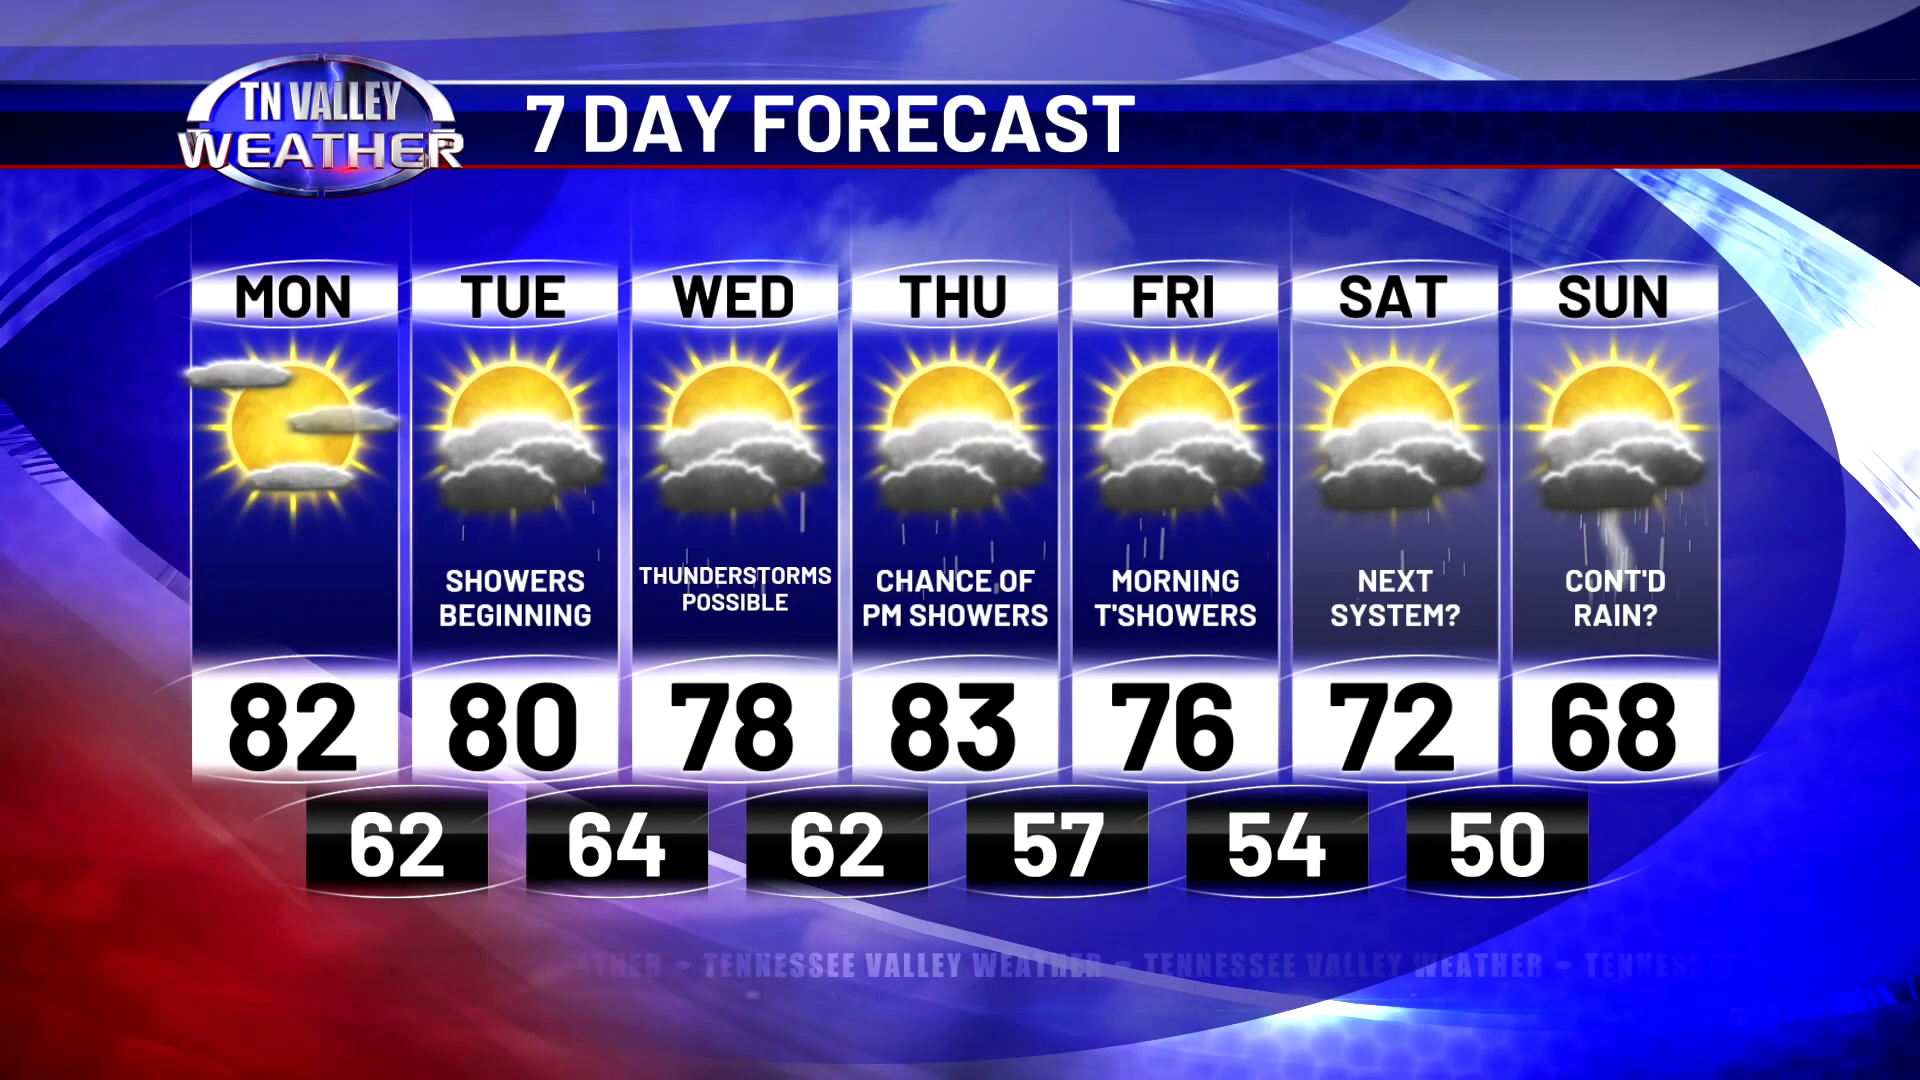 TN VALLEY
WEATHER
7 DAY FORECAST
MON TUE WED THU FRI SAT SUN
SHOWERS
BEGINNING
THUNDERSTORMS
POSSIBLE
CHANCE OF
PM SHOWERS
MORNING
T'SHOWERS
NEXT
SYSTEM?
CONT'D
RAIN?
82 80 78 83 76 72 68
62 64 62 57 54 50
- TENNESSEE VALLEY WEATHER - TENNESSEE VALLEY WEATHER -